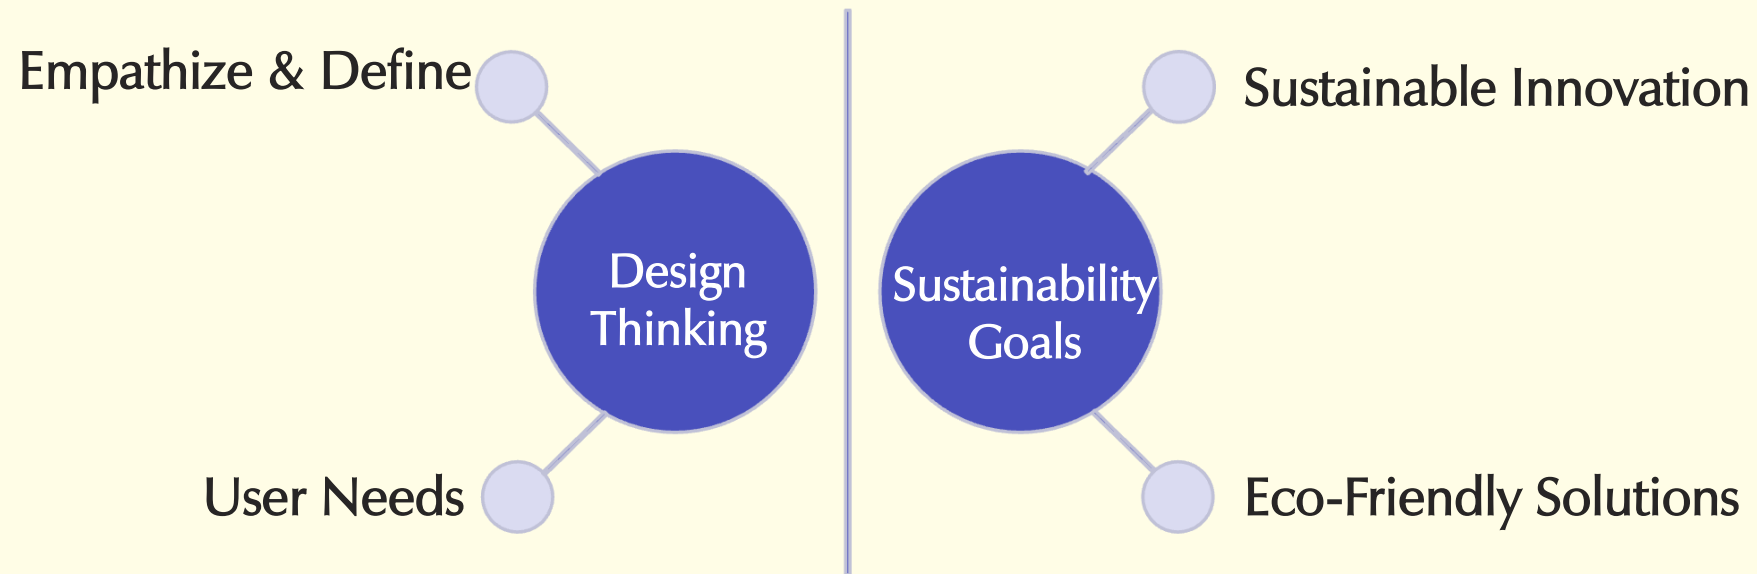 Empathize & Define
Design
Thinking
User Needs
Sustainable Innovation
Sustainability
Goals
Eco-Friendly Solutions